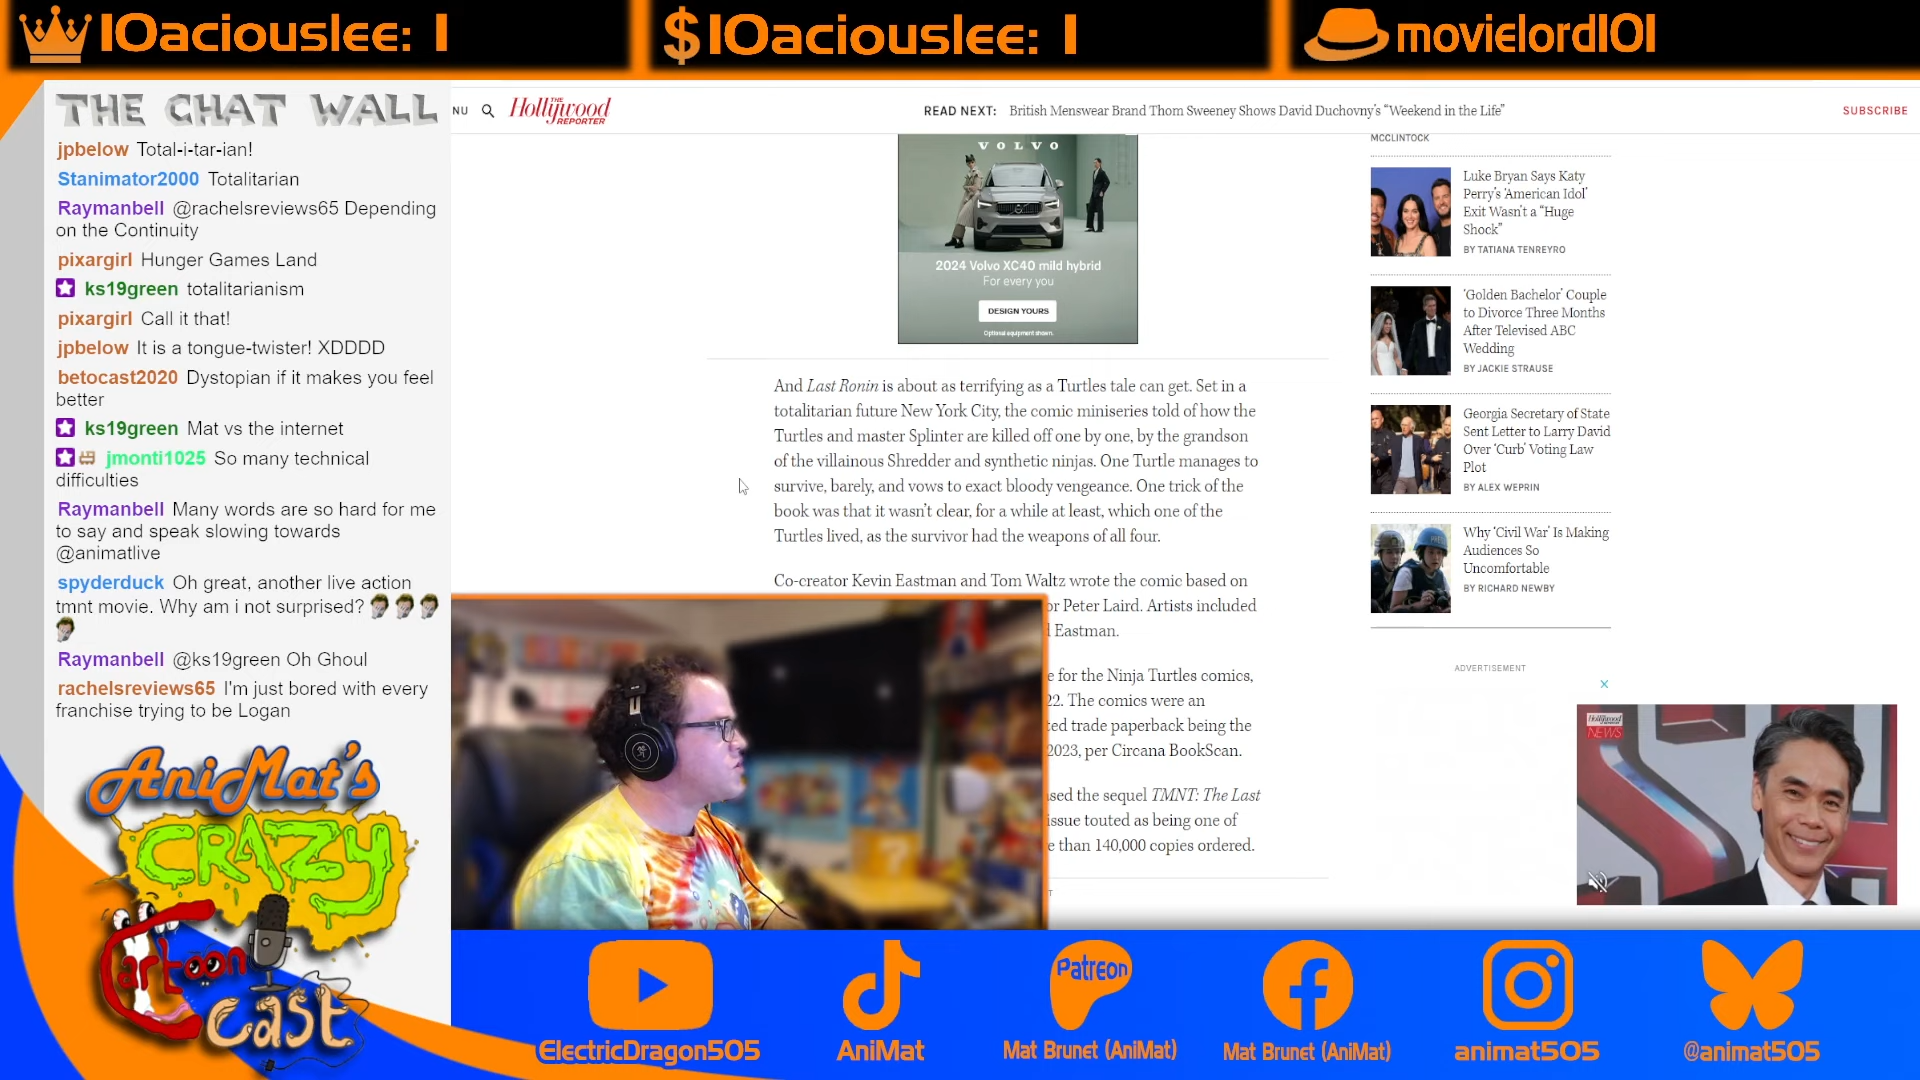 10aciouslee: 1
$10aciouslee: 1
movielord101
THE CHAT WALL
jpbelow Total-i-tar-ian!
Stanimator2000 Totalitarian
Raymanbell @rachelsreviews65 Depending
on the Continuity
pixargirl Hunger Games Land
ks19green totalitarianism
pixargirl Call it that!
jpbelow It is a tongue-twister! XDDDD
betocast2020 Dystopian if it makes you feel
better
ks19green Mat vs the internet
jmonti1025 So many technical
difficulties
Raymanbell Many words are so hard for me
to say and speak slowing towards
@animatlive
spyderduck Oh great, another live action
tmnt movie. Why am i not surprised?
Raymanbell @ks19green Oh Ghoul
rachelsreviews65 I'm just bored with every
franchise trying to be Logan
AniMat's
CRAZY
Cartoon
cast
NU
THE
Hollywood
REPORTER
READ NEXT: British Menswear Brand Thom Sweeney Shows David Duchovny's “Weekend in the Life”
SUBSCRIBE
VOLVO
2024 Volvo XC40 mild hybrid
For every you
DESIGN YOURS
Optional equipment shown.
And Last Ronin is about as terrifying as a Turtles tale can get. Set in a
totalitarian future New York City, the comic miniseries told of how the
Turtles and master Splinter are killed off one by one, by the grandson
of the villainous Shredder and synthetic ninjas. One Turtle manages to
survive, barely, and vows to exact bloody vengeance. One trick of the
book was that it wasn't clear, for a while at least, which one of the
Turtles lived, as the survivor had the weapons of all four.
Co-creator Kevin Eastman and Tom Waltz wrote the comic based on
or Peter Laird. Artists included
Eastman.
e for the Ninja Turtles comics,
22. The comics were an
ted trade paperback being the
2023, per Circana BookScan.
sed the sequel TMNT: The Last
issue touted as being one of
e than 140,000 copies ordered.
T
MCCLINTOCK
Luke Bryan Says Katy
Perry's ‘American Idol’
Exit Wasn't a “Huge
Shock”
BY TATIANA TENREYRO
‘Golden Bachelor’ Couple
to Divorce Three Months
After Televised ABC
Wedding
BY JACKIE STRAUSE
Georgia Secretary of State
Sent Letter to Larry David
Over ‘Curb’ Voting Law
Plot
BY ALEX WEPRIN
Why ‘Civil War’ Is Making
Audiences So
Uncomfortable
BY RICHARD NEWBY
ADVERTISEMENT
Hollywood
REPORTER
NEWS
Patreon
ElectricDragon505
AniMat
Mat Brunet (AniMat)
Mat Brunet (AniMat)
animat505
@animat505